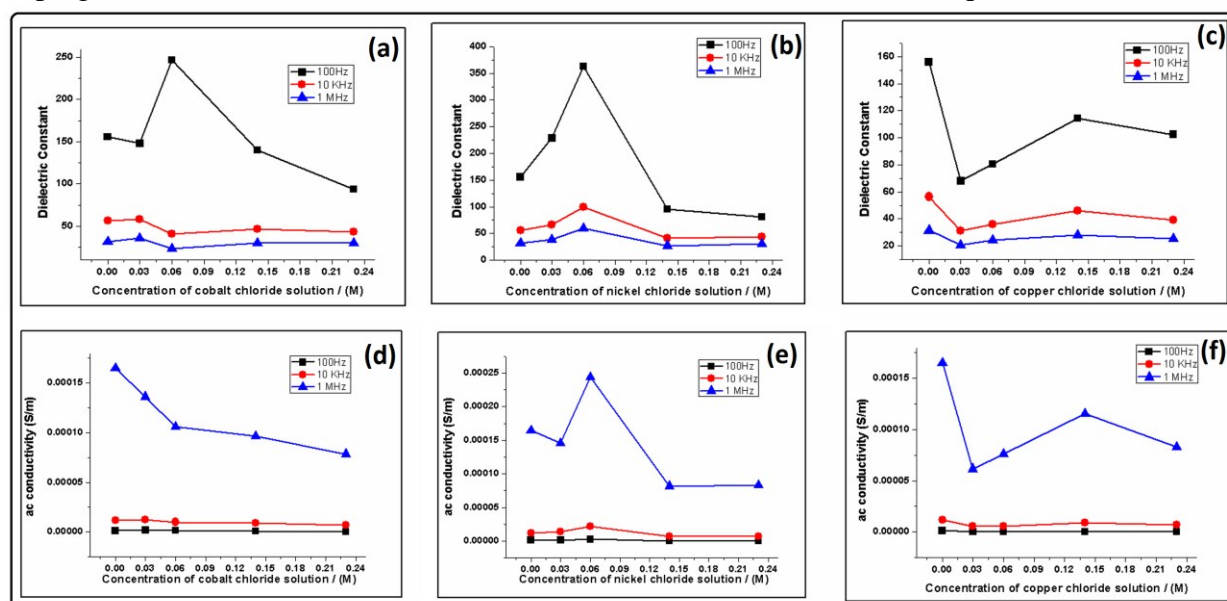 (a)
250
200
150
100
50
Dielectric Constant
100Hz
10 KHz
1 MHz
0.00 0.03 0.06 0.09 0.12 0.15 0.18 0.21 0.24
Concentration of cobalt chloride solution / (M)
(b)
400
350
300
250
200
150
100
50
0
Dielectric Constant
100Hz
10 KHz
1 MHz
0.00 0.03 0.06 0.09 0.12 0.15 0.18 0.21 0.24
Concentration of nickel chloride solution / (M)
(c)
160
140
120
100
80
60
40
20
Dielectric Constant
100Hz
10 KHz
1 MHz
0.00 0.03 0.06 0.09 0.12 0.15 0.18 0.21 0.24
Concentration of copper chloride solution / (M)
(d)
0.00015
0.00010
0.00005
0.00000
ac conductivity (S/m)
100Hz
10 KHz
1 MHz
0.00 0.03 0.06 0.09 0.12 0.15 0.18 0.21 0.24
Concentration of cobalt chloride solution / (M)
(e)
0.00025
0.00020
0.00015
0.00010
0.00005
0.00000
ac conductivity (S/m)
100Hz
10 KHz
1 MHz
0.00 0.03 0.06 0.09 0.12 0.15 0.18 0.21 0.24
Concentration of nickel chloride solution / (M)
(f)
0.00015
0.00010
0.00005
0.00000
ac conductivity (S/m)
100Hz
10 KHz
1 MHz
0.00 0.03 0.06 0.09 0.12 0.15 0.18 0.21 0.24
Concentration of copper chloride solution / (M)